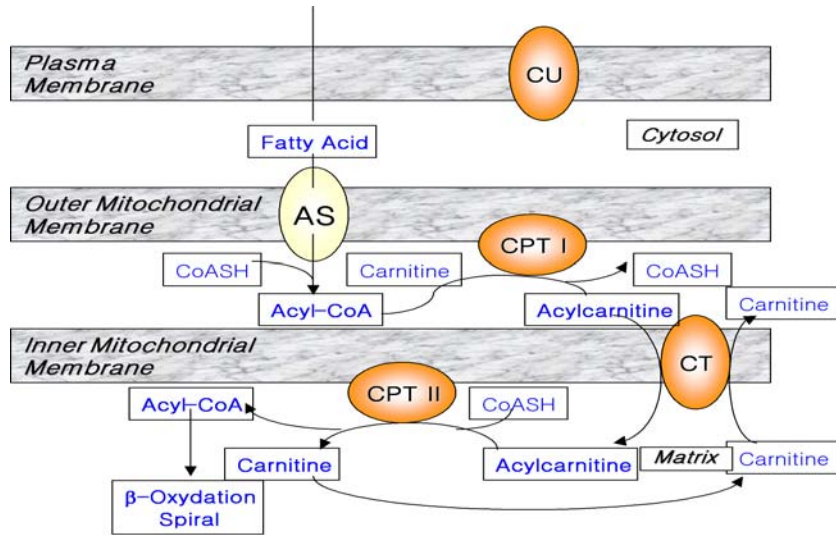 Plasma
Membrane
CU
Cytosol
Fatty Acid
Outer Mitochondrial
Membrane
AS
CPT I
CoASH
Carnitine
CoASH
Acyl-CoA
Acylcarnitine
Carnitine
Inner Mitochondrial
Membrane
CT
CPT II
Acyl-CoA
CoASH
Carnitine
Acylcarnitine
Matrix
Carnitine
β-Oxydation
Spiral